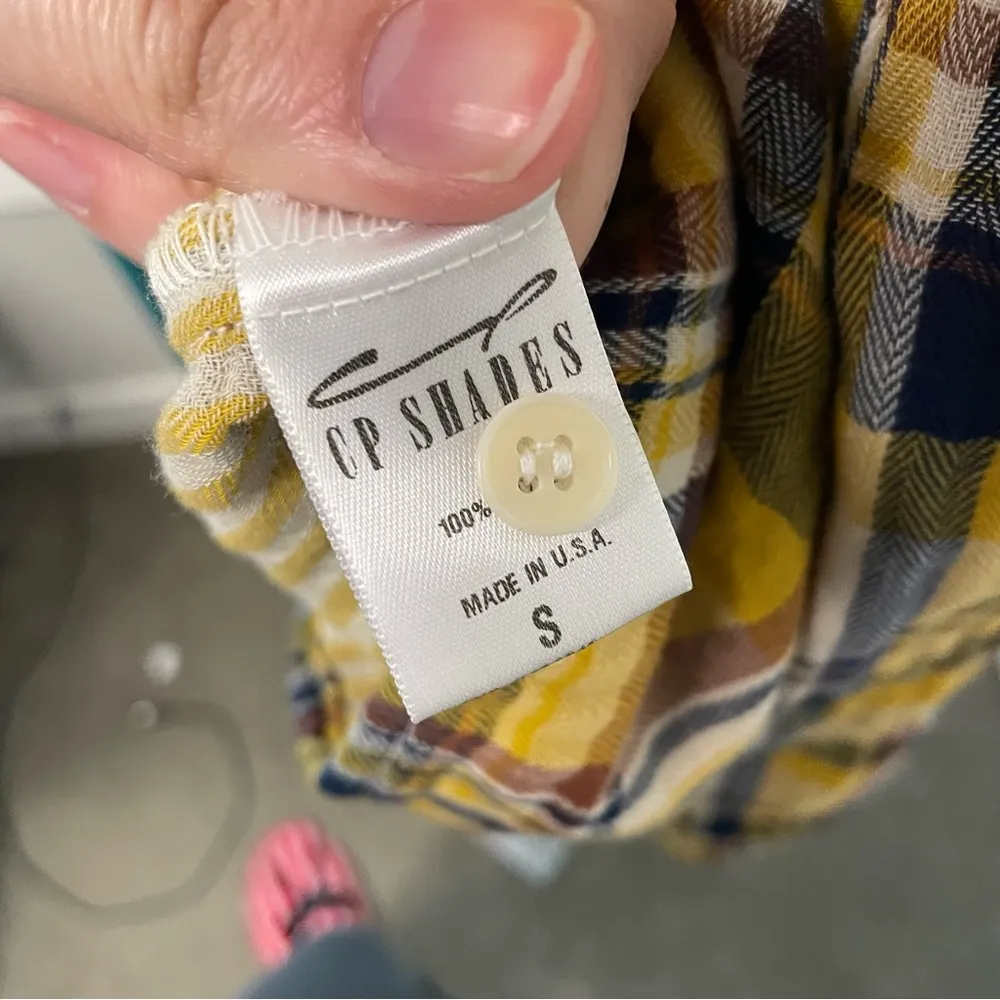 CP SHADES
100%
MADE IN U.S.A.
S